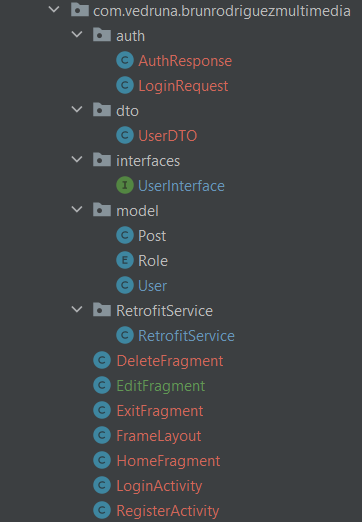 com.vedruna.brunrodriguezmultimedia
auth
C AuthResponse
C LoginRequest
dto
C UserDTO
interfaces
I UserInterface
model
C Post
E Role
C User
RetrofitService
C RetrofitService
C DeleteFragment
C EditFragment
C ExitFragment
C FrameLayout
C HomeFragment
C LoginActivity
C RegisterActivity